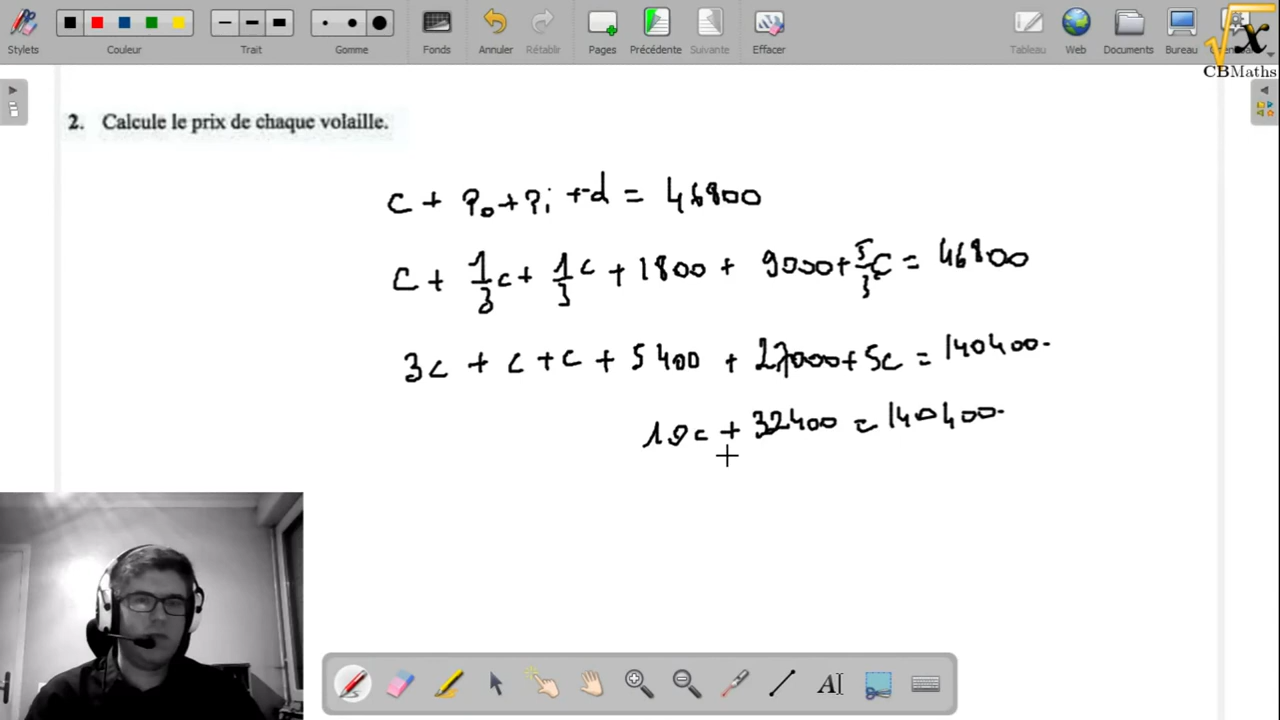 Stylets Couleur Trait Gomme Fonds Annuler Rétablir Pages Précédente Suivante Effacer Tableau Web Documents Bureau
√x
CBMaths
2. Calcule le prix de chaque volaille.
c + Po + Pi + d = 46800
c + 1/3 c + 1/3 c + 1800 + 9000 + 5/3 c = 46800
3c + c + c + 5400 + 27000 + 5c = 140400.
10c + 32400 = 140400.